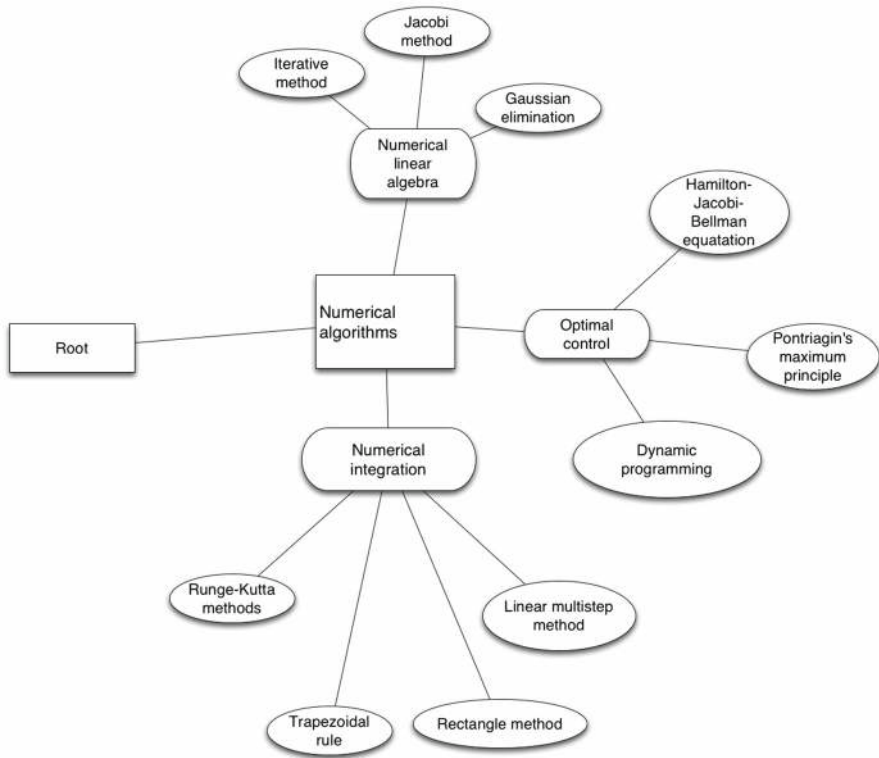 Jacobi
method
Iterative
method
Gaussian
elimination
Numerical
linear
algebra
Hamilton-
Jacobi-
Bellman
equatation
Numerical
algorithms
Root
Optimal
control
Pontriagin's
maximum
principle
Numerical
integration
Dynamic
programming
Runge-Kutta
methods
Linear multistep
method
Trapezoidal
rule
Rectangle method